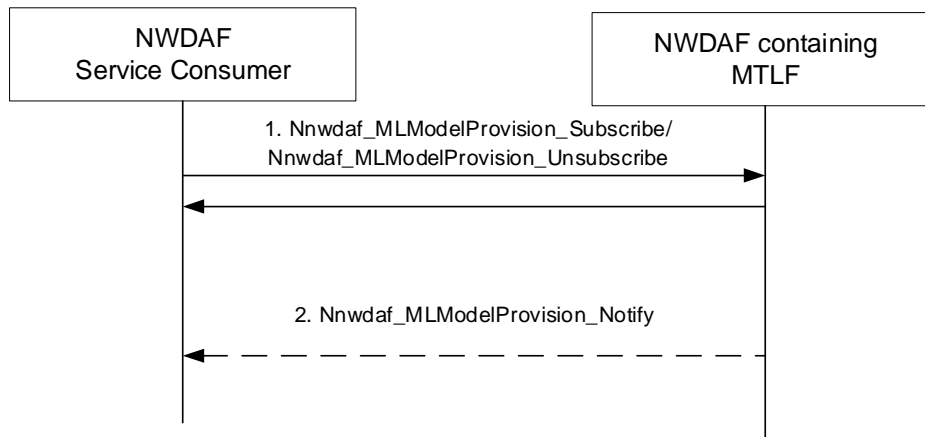 NWDAF
Service Consumer
NWDAF containing
MTLF
1. Nnwdaf_MLModelProvision_Subscribe/
Nnwdaf_MLModelProvision_Unsubscribe
2. Nnwdaf_MLModelProvision_Notify